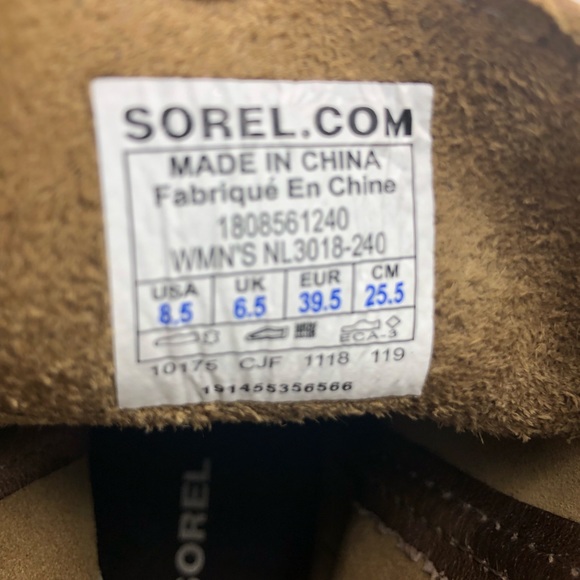 SOREL.COM
MADE IN CHINA
Fabriqué En Chine
1808561240
WMN'S NL3018-240
USA UK EUR CM
8.5 6.5 39.5 25.5
ECA-3
10175 CJF 1118 119
191455356566
SOREL